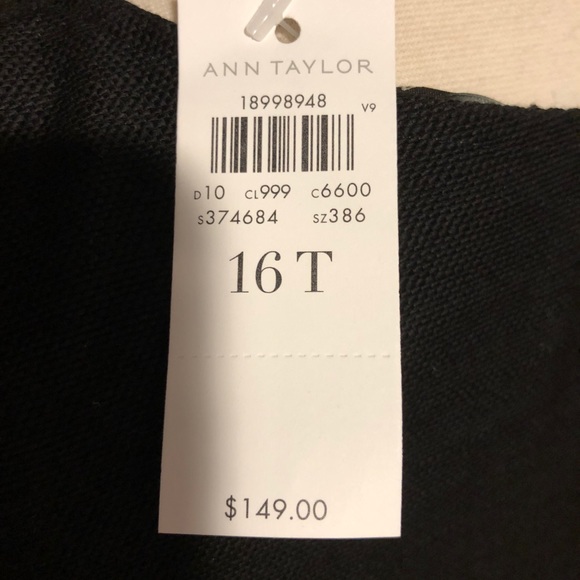 ANN TAYLOR
18998948 V9
D10 CL999 C6600
S374684 SZ386
16 T
$149.00